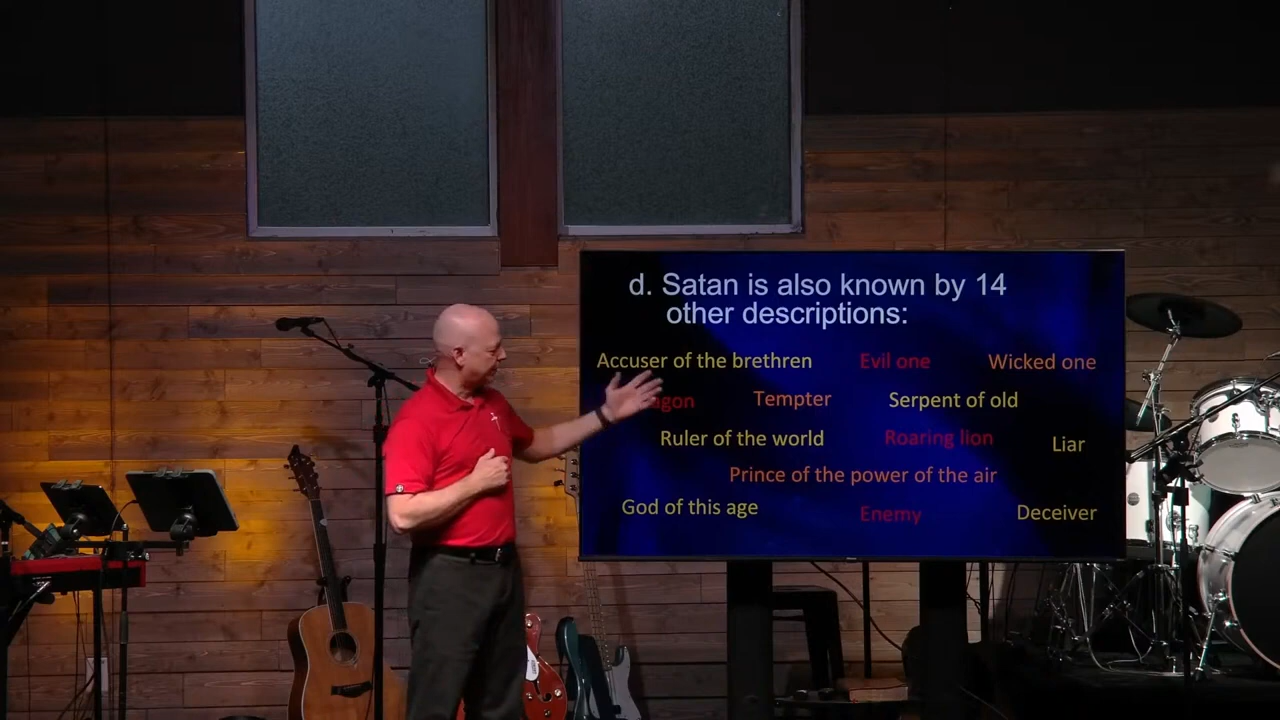 d. Satan is also known by 14
other descriptions:
Accuser of the brethren Evil one Wicked one
Tempter Serpent of old
Ruler of the world Roaring lion Liar
Prince of the power of the air
God of this age Enemy Deceiver